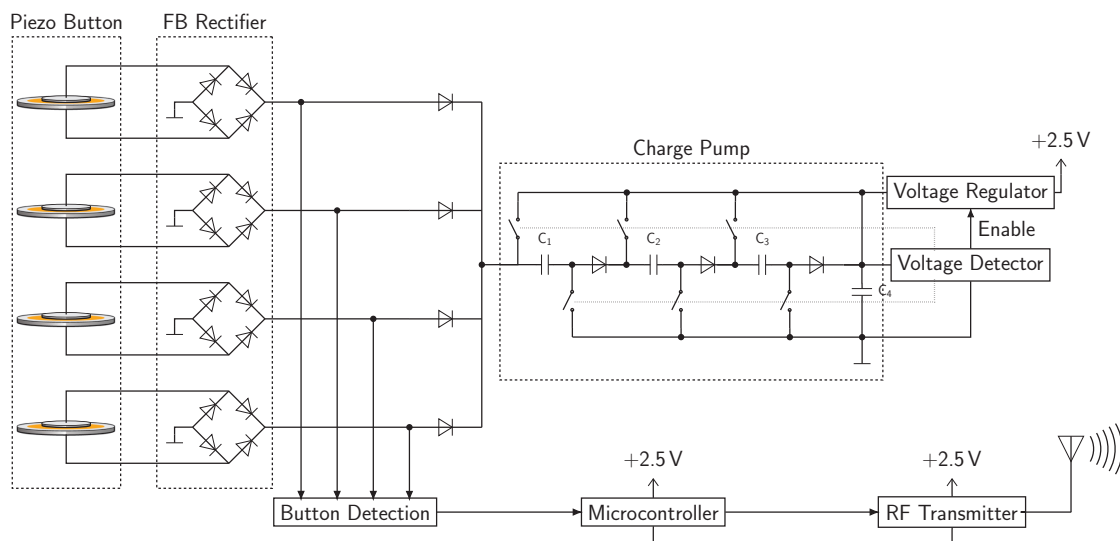 Piezo Button
FB Rectifier
Charge Pump
+2.5 V
Voltage Regulator
Enable
C1
C2
C3
Voltage Detector
C4
+2.5 V
+2.5 V
Button Detection
Microcontroller
RF Transmitter